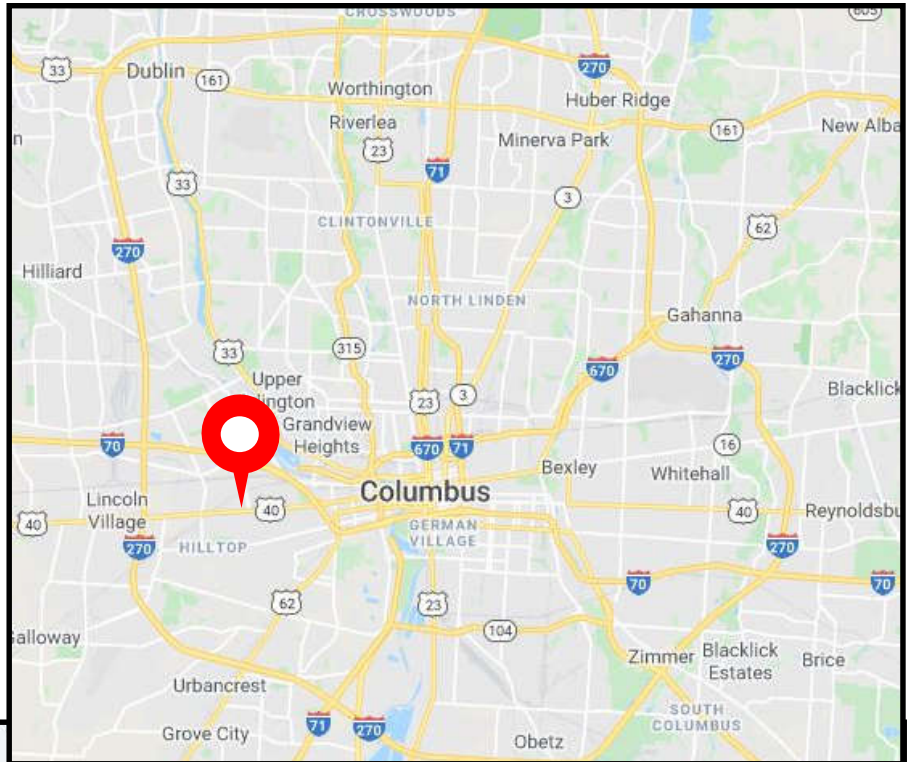 CROSSWOODS
605
33
Dublin
161
270
Worthington
Huber Ridge
Riverlea
23
161
New Alba
n
Minerva Park
71
33
3
CLINTONVILLE
62
270
Hilliard
NORTH LINDEN
Gahanna
315
33
270
670
Upper
lington
Blacklick
23
3
Grandview
Heights
16
70
670
71
Bexley
Whitehall
Columbus
Lincoln
Village
40
40
40
Reynoldsbu
GERMAN
VILLAGE
HILLTOP
270
270
70
70
62
23
104
Galloway
Zimmer
Blacklick
Estates
Brice
Urbancrest
SOUTH
COLUMBUS
71
270
Grove City
Obetz